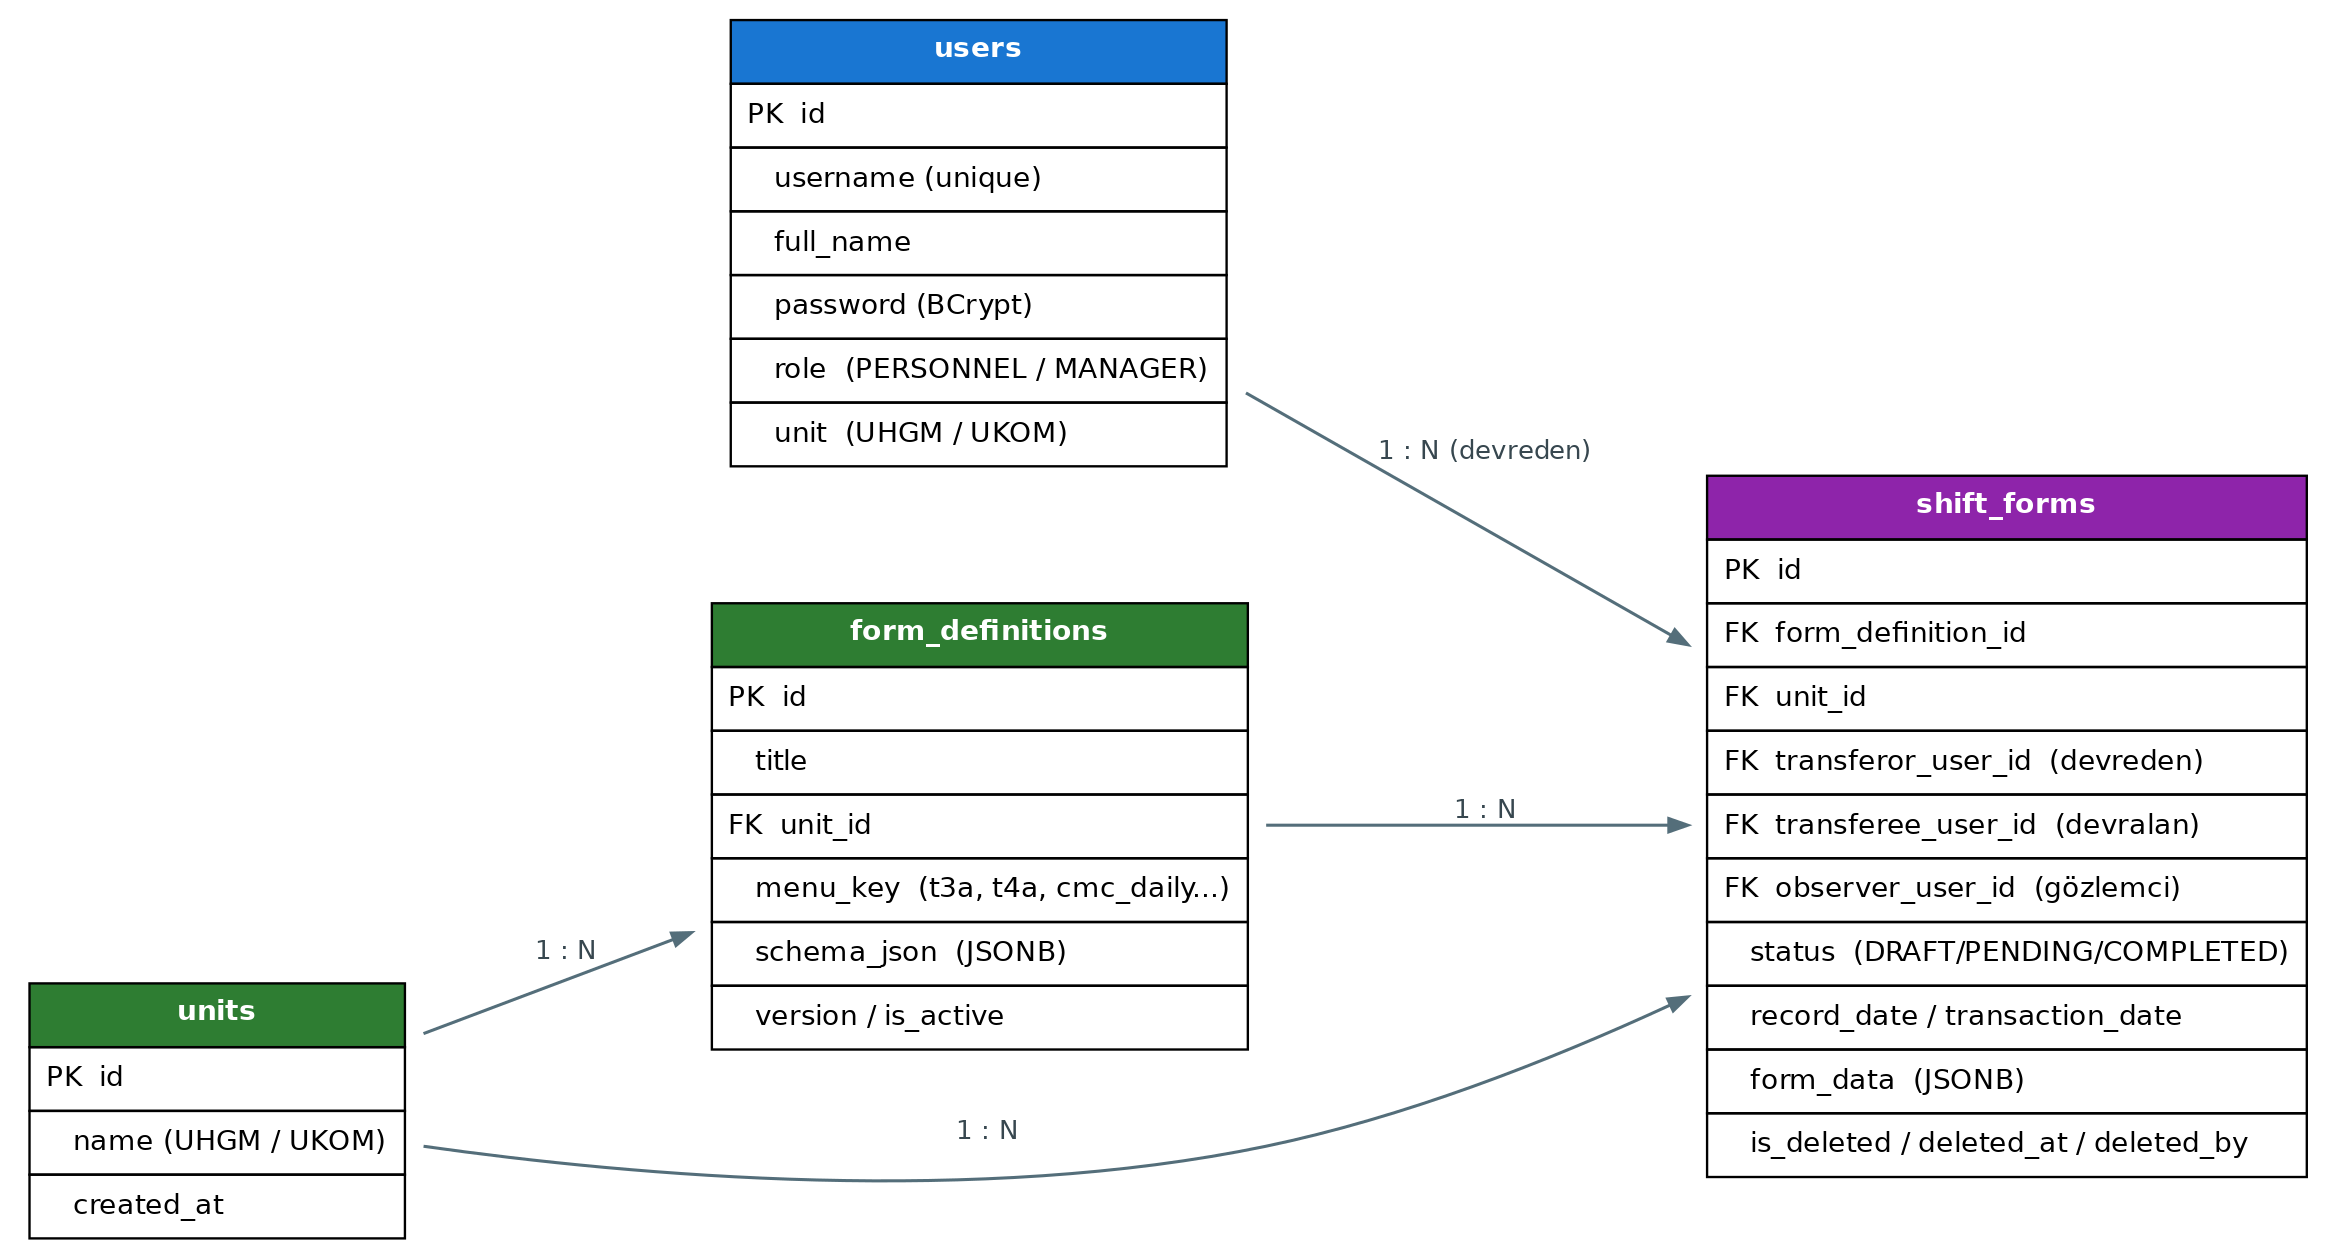 users
PK id
username (unique)
full_name
password (BCrypt)
role (PERSONNEL / MANAGER)
unit (UHGM / UKOM)
1 : N (devreden)
form_definitions
PK id
title
FK unit_id
menu_key (t3a, t4a, cmc_daily...)
schema_json (JSONB)
version / is_active
1 : N
shift_forms
PK id
FK form_definition_id
FK unit_id
FK transferor_user_id (devreden)
FK transferee_user_id (devralan)
FK observer_user_id (gözlemci)
status (DRAFT/PENDING/COMPLETED)
record_date / transaction_date
form_data (JSONB)
is_deleted / deleted_at / deleted_by
1 : N
units
PK id
name (UHGM / UKOM)
created_at
1 : N